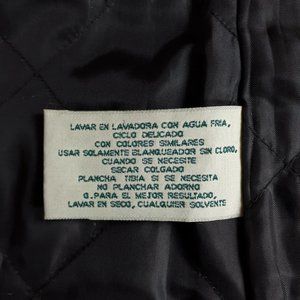 LAVAR EN LAVADORA CON AGUA FRIA,
CICLO DELICADO
CON COLORES SIMILARES
USAR SOLAMENTE BLANQUEADOR SIN CLORO,
CUANDO SE NECESITE
SECAR COLGADO
PLANCHA TIBIA SI SE NECESITA
NO PLANCHAR ADORNO
O.PARA EL MEJOR RESULTADO,
LAVAR EN SECO, CUALQUIER SOLVENTE